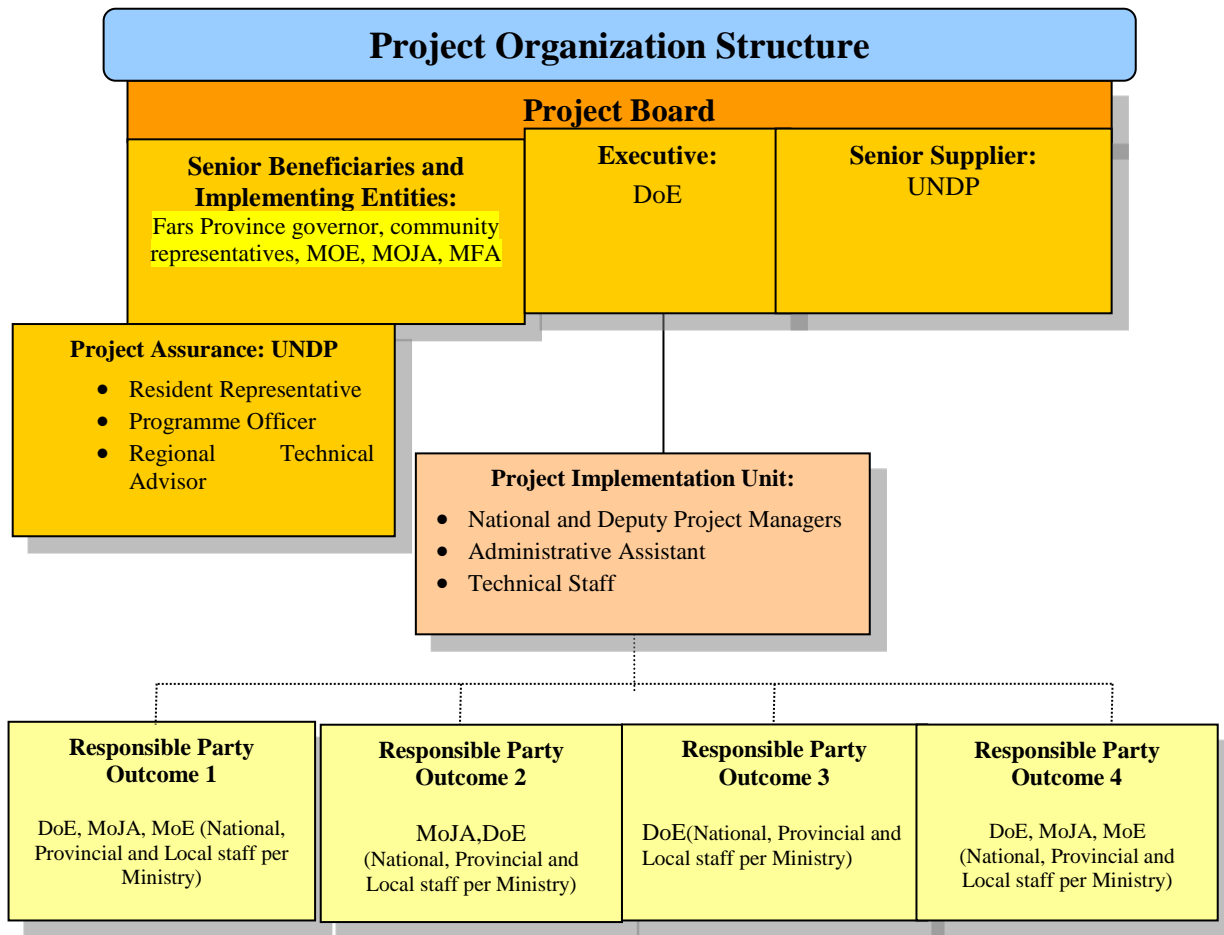 Project Organization Structure
Project Board
Senior Beneficiaries and
Implementing Entities:
Fars Province governor, community
representatives, MOE, MOJA, MFA
Executive:
DoE
Senior Supplier:
UNDP
Project Assurance: UNDP
• Resident Representative
• Programme Officer
• Regional Technical
Advisor
Project Implementation Unit:
• National and Deputy Project Managers
• Administrative Assistant
• Technical Staff
Responsible Party
Outcome 1
DoE, MoJA, MoE (National,
Provincial and Local staff per
Ministry)
Responsible Party
Outcome 2
MoJA,DoE
(National, Provincial and
Local staff per Ministry)
Responsible Party
Outcome 3
DoE(National, Provincial and
Local staff per Ministry)
Responsible Party
Outcome 4
DoE, MoJA, MoE
(National, Provincial and
Local staff per Ministry)